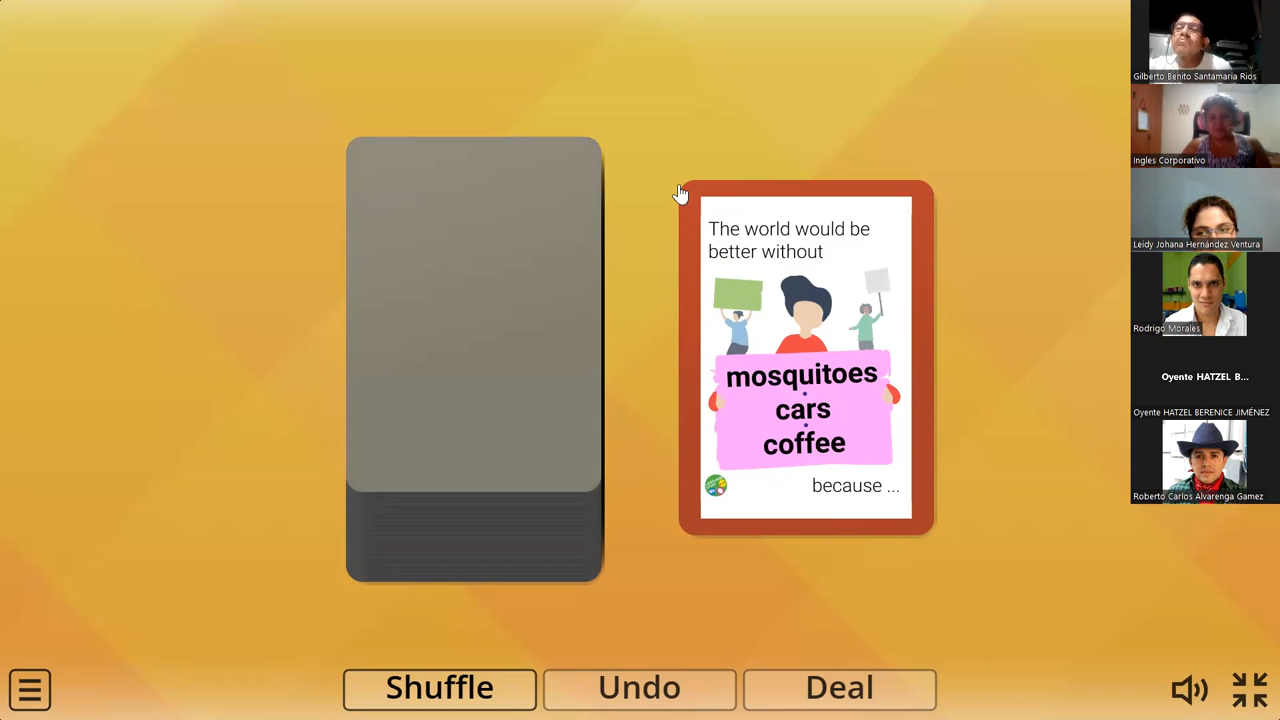 The world would be
better without
mosquitoes
cars
coffee
because ...
Shuffle
Undo
Deal
Gilberto Benito Santamaria Rios
Ingles Corporativo
Leidy Johana Hernández Ventura
Rodrigo Morales
Oyente HATZEL B...
Oyente HATZEL BERENICE JIMÉNEZ
Roberto Carlos Alvarenga Gamez